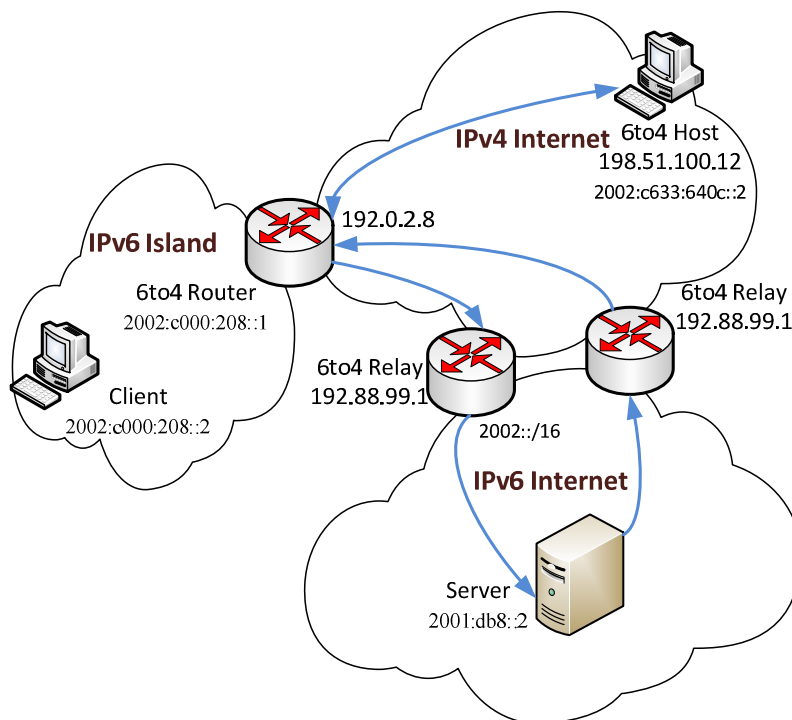 IPv4 Internet
6to4 Host
198.51.100.12
2002:c633:640c::2
192.0.2.8
IPv6 Island
6to4 Router
2002:c000:208::1
6to4 Relay
192.88.99.1
6to4 Relay
192.88.99.1
Client
2002:c000:208::2
2002::/16
IPv6 Internet
Server
2001:db8::2